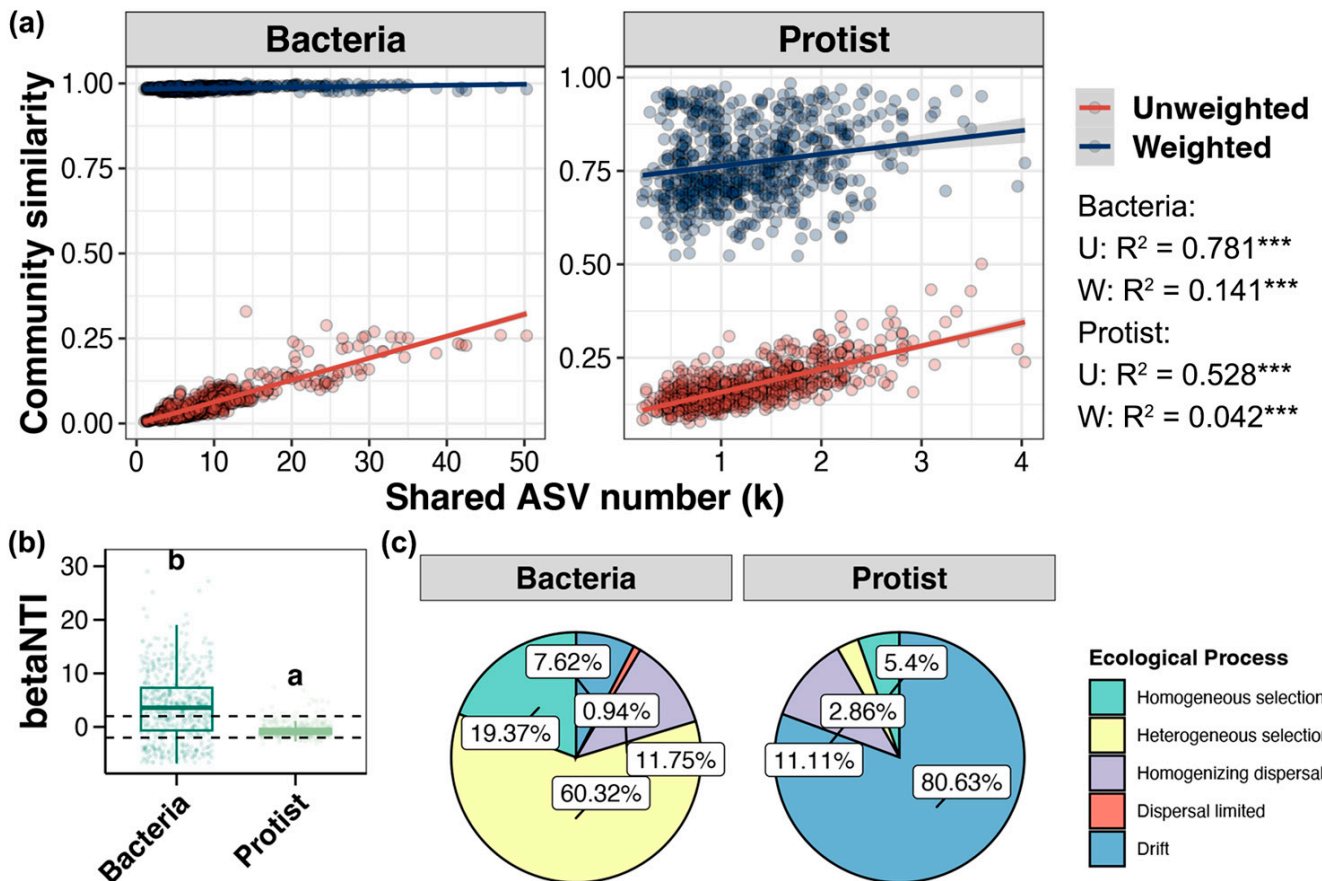 (a)
Bacteria
Protist
Community similarity
1.00
0.75
0.50
0.25
0.00
1.00
0.75
0.50
0.25
0 10 20 30 40 50
1 2 3 4
Shared ASV number (k)
Unweighted
Weighted
Bacteria:
U: R² = 0.781***
W: R² = 0.141***
Protist:
U: R² = 0.528***
W: R² = 0.042***
(b)
betaNTI
30
20
10
0
b
a
Bacteria
Protist
(c)
Bacteria
Protist
7.62%
0.94%
19.37%
11.75%
60.32%
5.4%
2.86%
11.11%
80.63%
Ecological Process
Homogeneous selection
Heterogeneous selection
Homogenizing dispersal
Dispersal limited
Drift